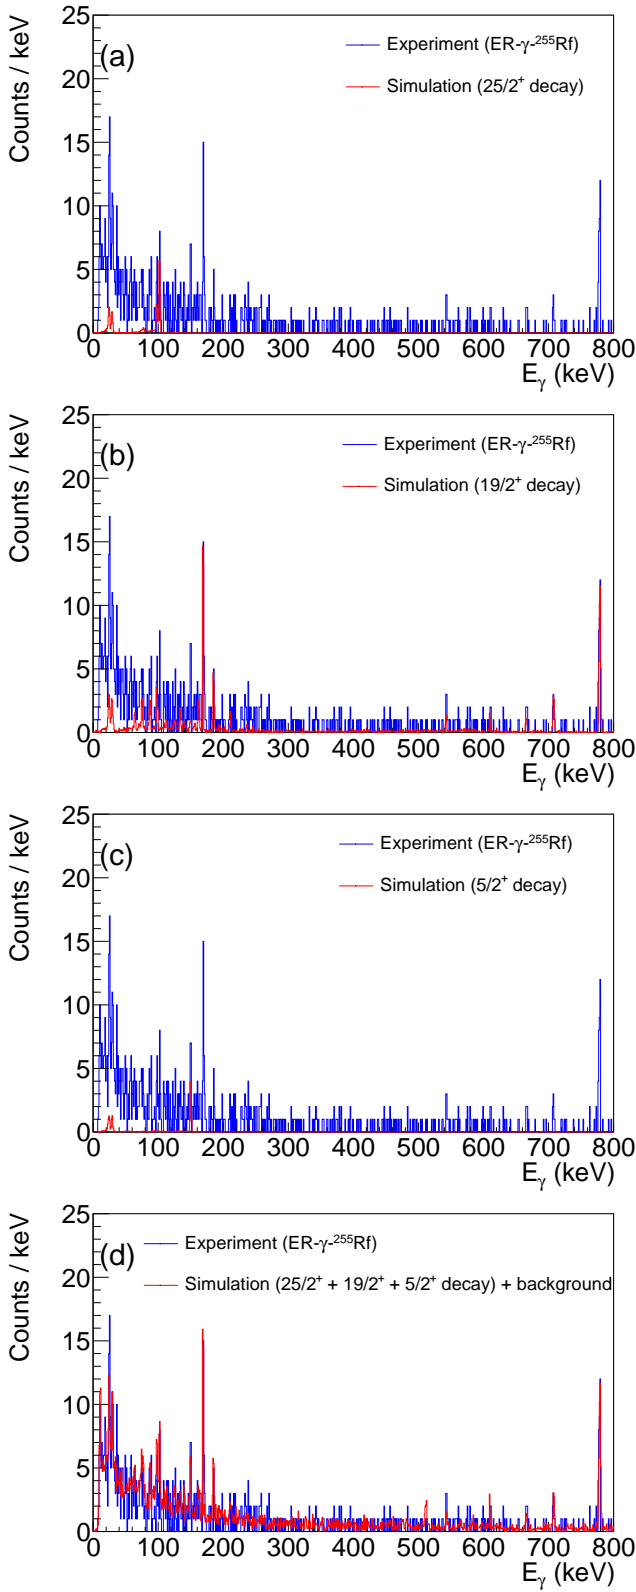 25
(a)
Experiment (ER-γ-²⁵⁵Rf)
Simulation (25/2⁺ decay)
Counts / keV
20
15
10
5
0
0 100 200 300 400 500 600 700 800
E_γ (keV)
25
(b)
Experiment (ER-γ-²⁵⁵Rf)
Simulation (19/2⁺ decay)
Counts / keV
20
15
10
5
0
0 100 200 300 400 500 600 700 800
E_γ (keV)
25
(c)
Experiment (ER-γ-²⁵⁵Rf)
Simulation (5/2⁺ decay)
Counts / keV
20
15
10
5
0
0 100 200 300 400 500 600 700 800
E_γ (keV)
25
(d)
Experiment (ER-γ-²⁵⁵Rf)
Simulation (25/2⁺ + 19/2⁺ + 5/2⁺ decay) + background
Counts / keV
20
15
10
5
0
0 100 200 300 400 500 600 700 800
E_γ (keV)